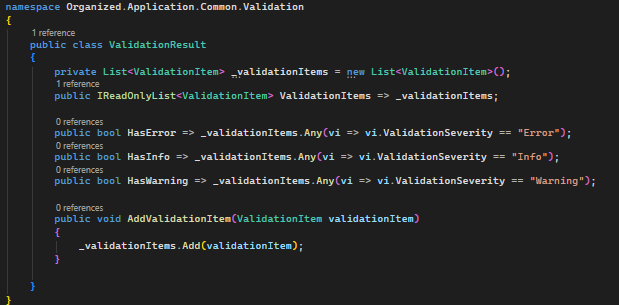 namespace Organized.Application.Common.Validation
{
1 reference
public class ValidationResult
{
private List<ValidationItem> _validationItems = new List<ValidationItem>();
1 reference
public IReadOnlyList<ValidationItem> ValidationItems => _validationItems;
0 references
public bool HasError => _validationItems.Any(vi => vi.ValidationSeverity == "Error");
0 references
public bool HasInfo => _validationItems.Any(vi => vi.ValidationSeverity == "Info");
0 references
public bool HasWarning => _validationItems.Any(vi => vi.ValidationSeverity == "Warning");
0 references
public void AddValidationItem(ValidationItem validationItem)
{
_validationItems.Add(validationItem);
}
}
}